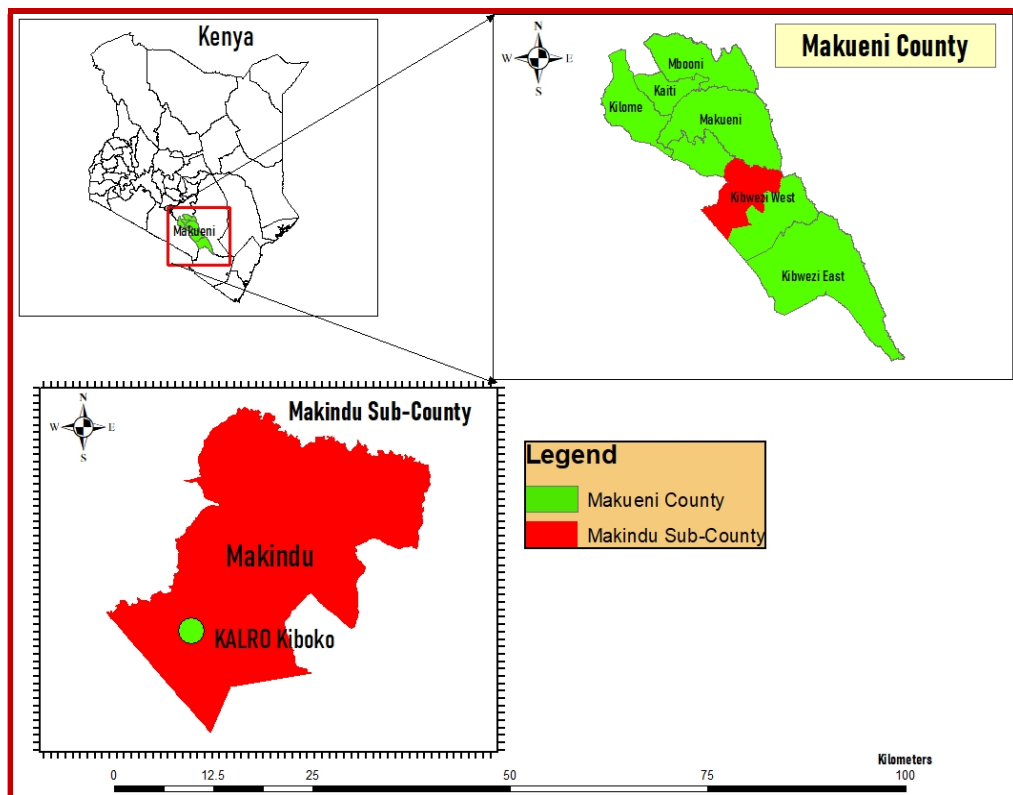 Kenya
Makueni
N
W E
S
Makueni County
Mbooni
Kaiti
Kilome
Makueni
Kibwezi West
Kibwezi East
N
W E
S
Makindu Sub-County
Makindu
KALRO Kiboko
Legend
Makueni County
Makindu Sub-County
Kilometers
0 12.5 25 50 75 100